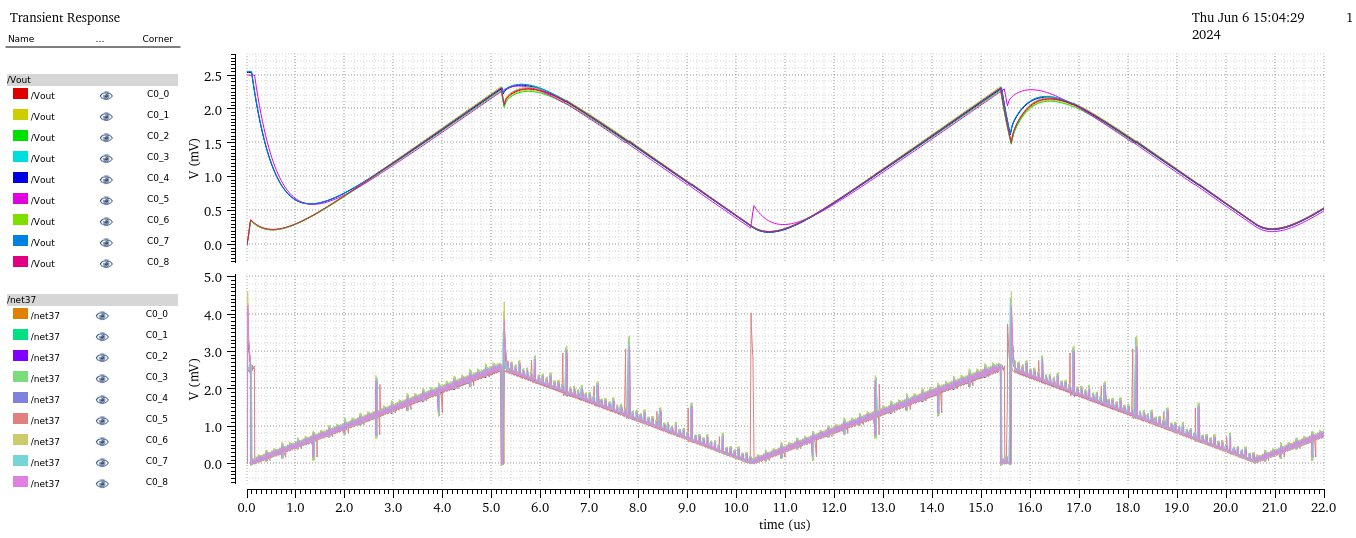 Transient Response
Thu Jun 6 15:04:29 1
2024
Name ... Corner
/Vout
/Vout C0_0
/Vout C0_1
/Vout C0_2
/Vout C0_3
/Vout C0_4
/Vout C0_5
/Vout C0_6
/Vout C0_7
/Vout C0_8
/net37
/net37 C0_0
/net37 C0_1
/net37 C0_2
/net37 C0_3
/net37 C0_4
/net37 C0_5
/net37 C0_6
/net37 C0_7
/net37 C0_8
V (mV)
2.5
2.0
1.5
1.0
0.5
0.0
V (mV)
5.0
4.0
3.0
2.0
1.0
0.0
0.0 1.0 2.0 3.0 4.0 5.0 6.0 7.0 8.0 9.0 10.0 11.0 12.0 13.0 14.0 15.0 16.0 17.0 18.0 19.0 20.0 21.0 22.0
time (us)